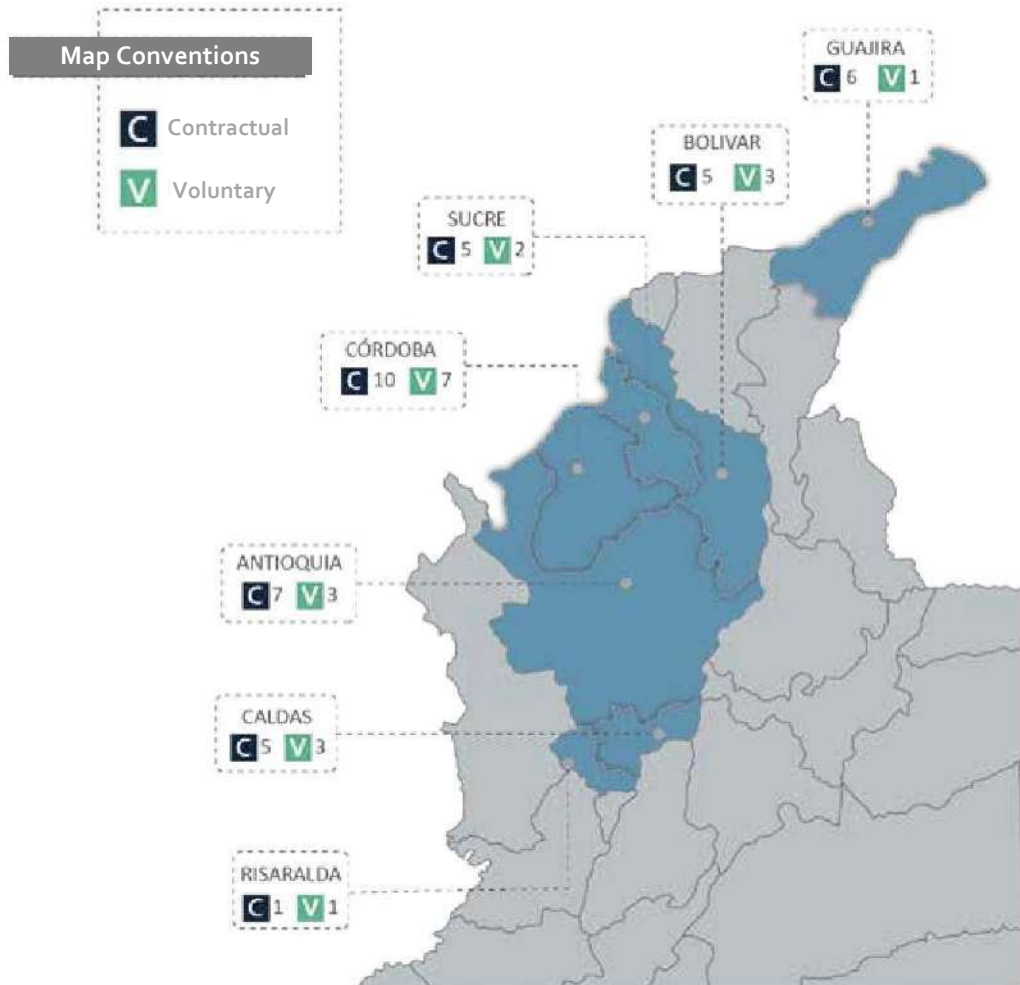 Map Conventions
C Contractual
V Voluntary
GUAJIRA
C 6 V 1
BOLIVAR
C 5 V 3
SUCRE
C 5 V 2
CÓRDOBA
C 10 V 7
ANTIOQUIA
C 7 V 3
CALDAS
C 5 V 3
RISARALDA
C 1 V 1